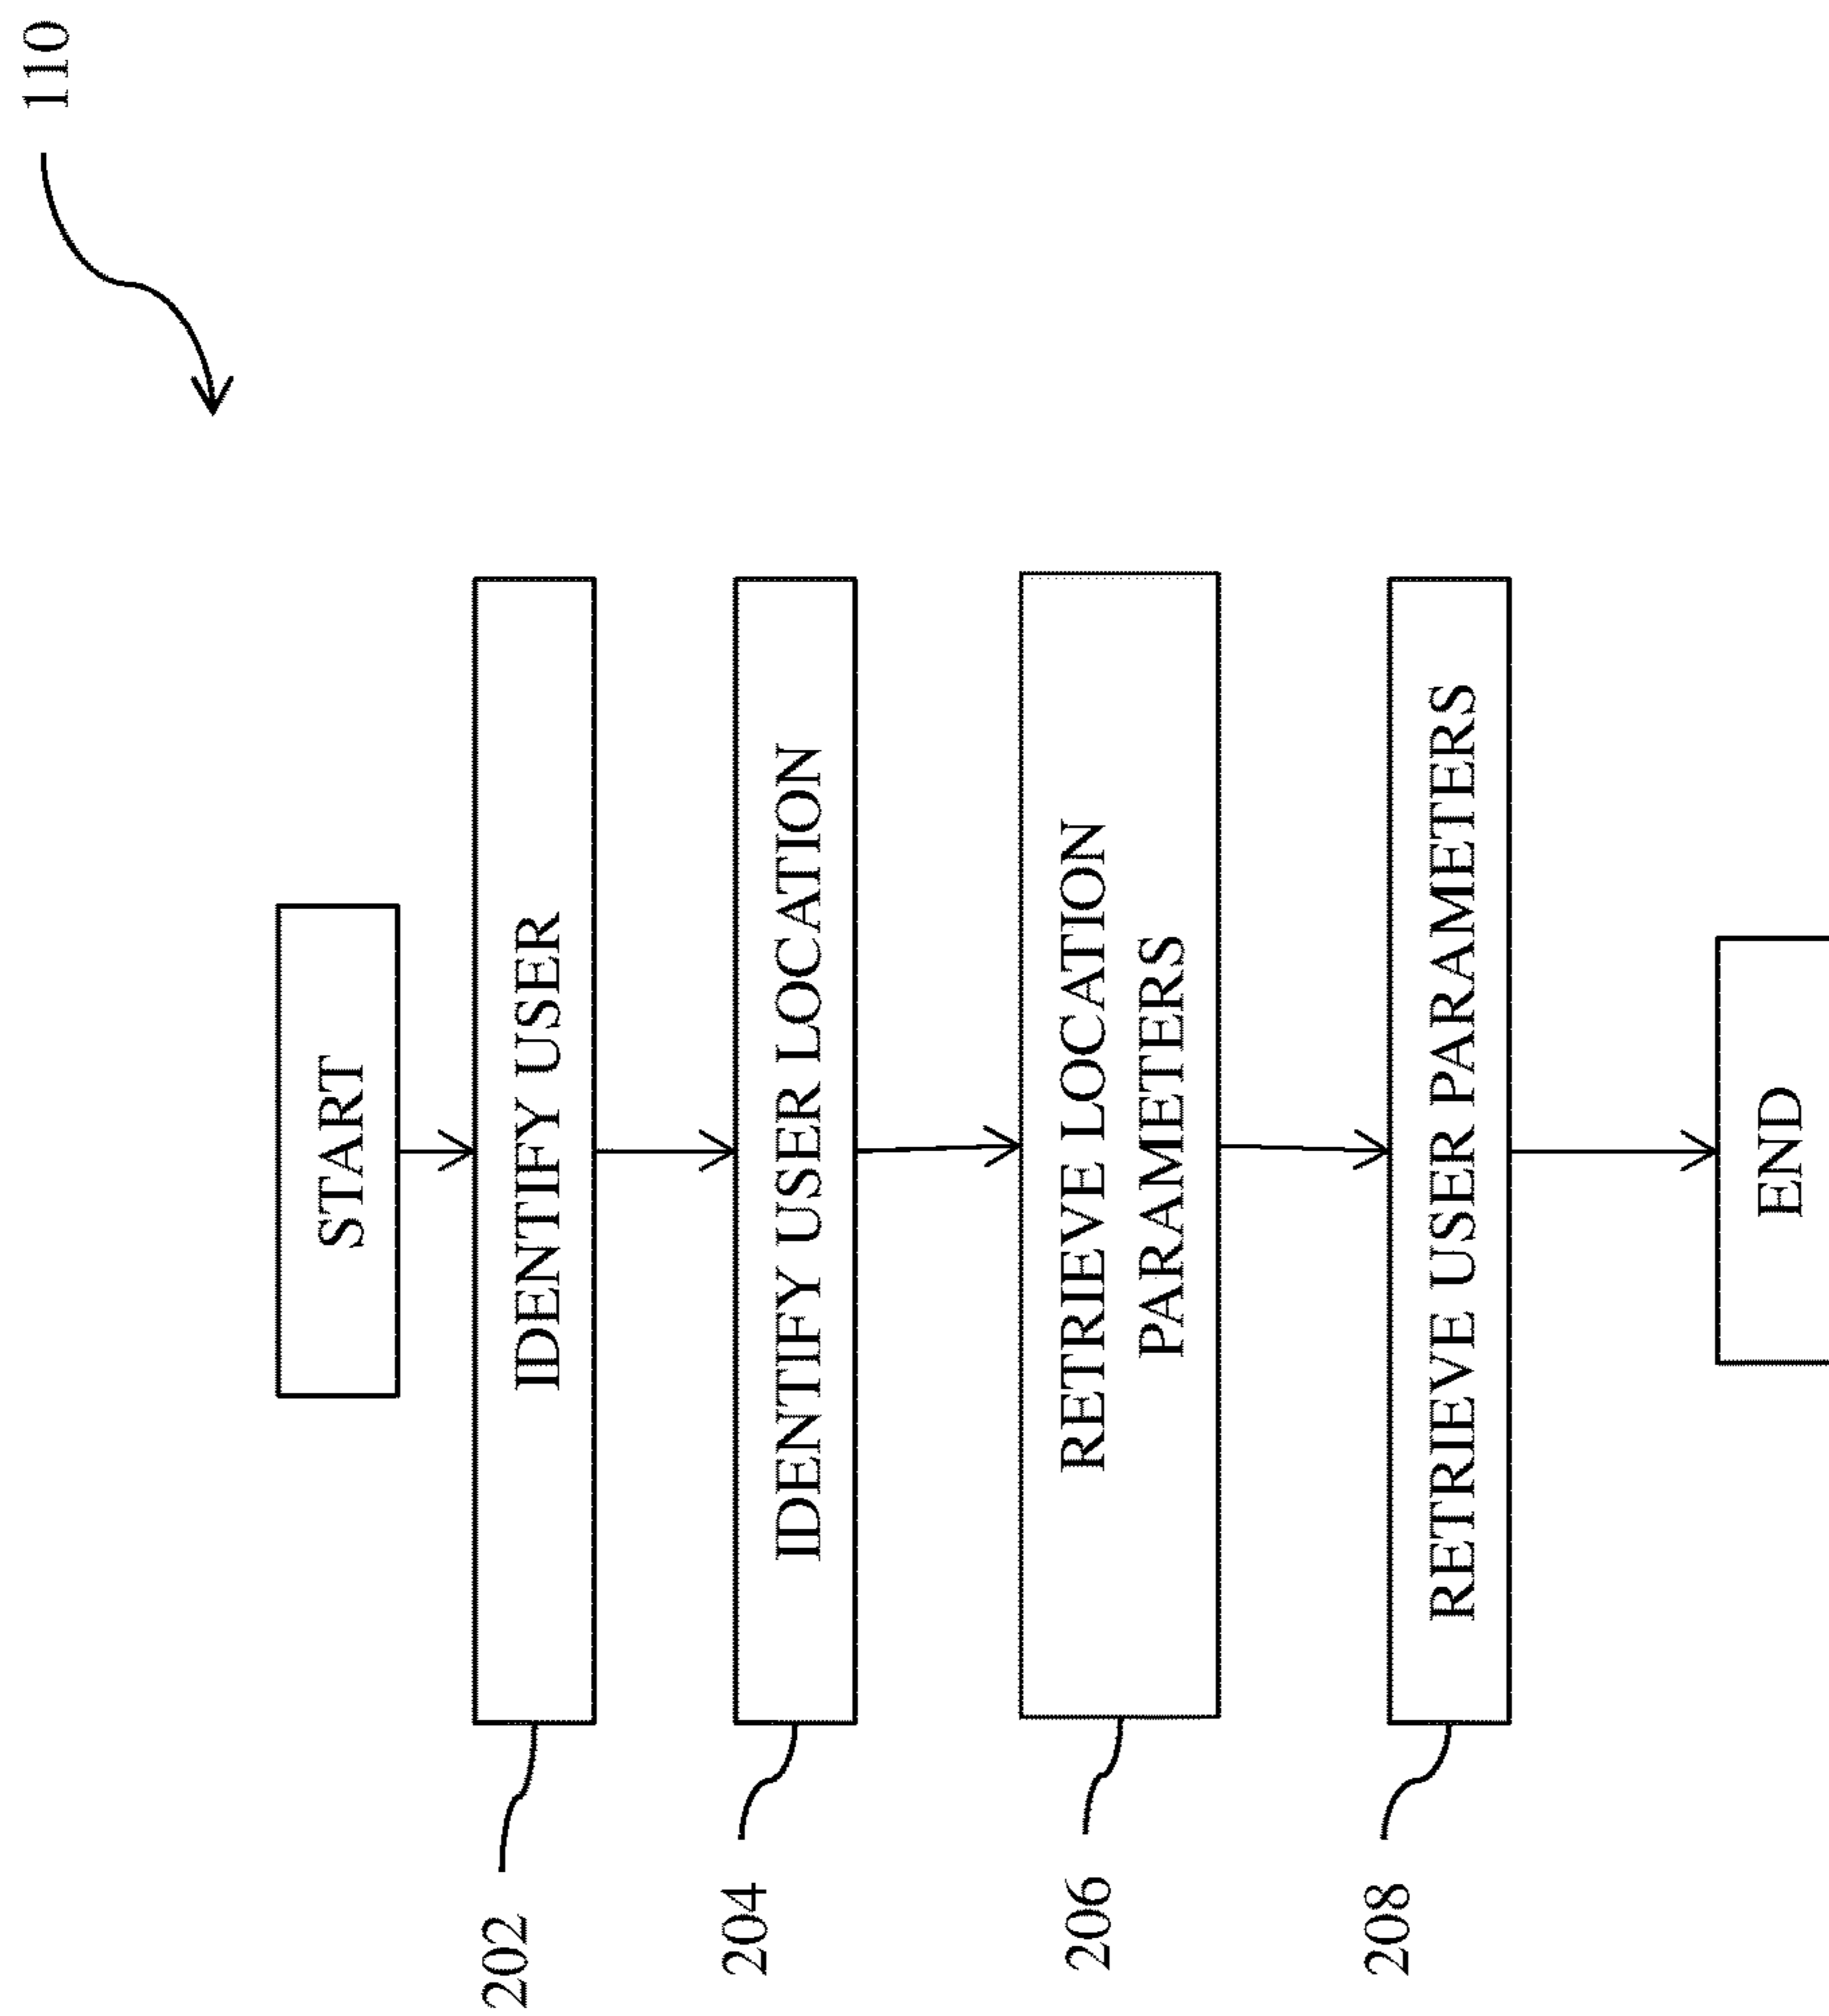 110
START
202
IDENTIFY USER
204
IDENTIFY USER LOCATION
206
RETRIEVE LOCATION
PARAMETERS
208
RETRIEVE USER PARAMETERS
END